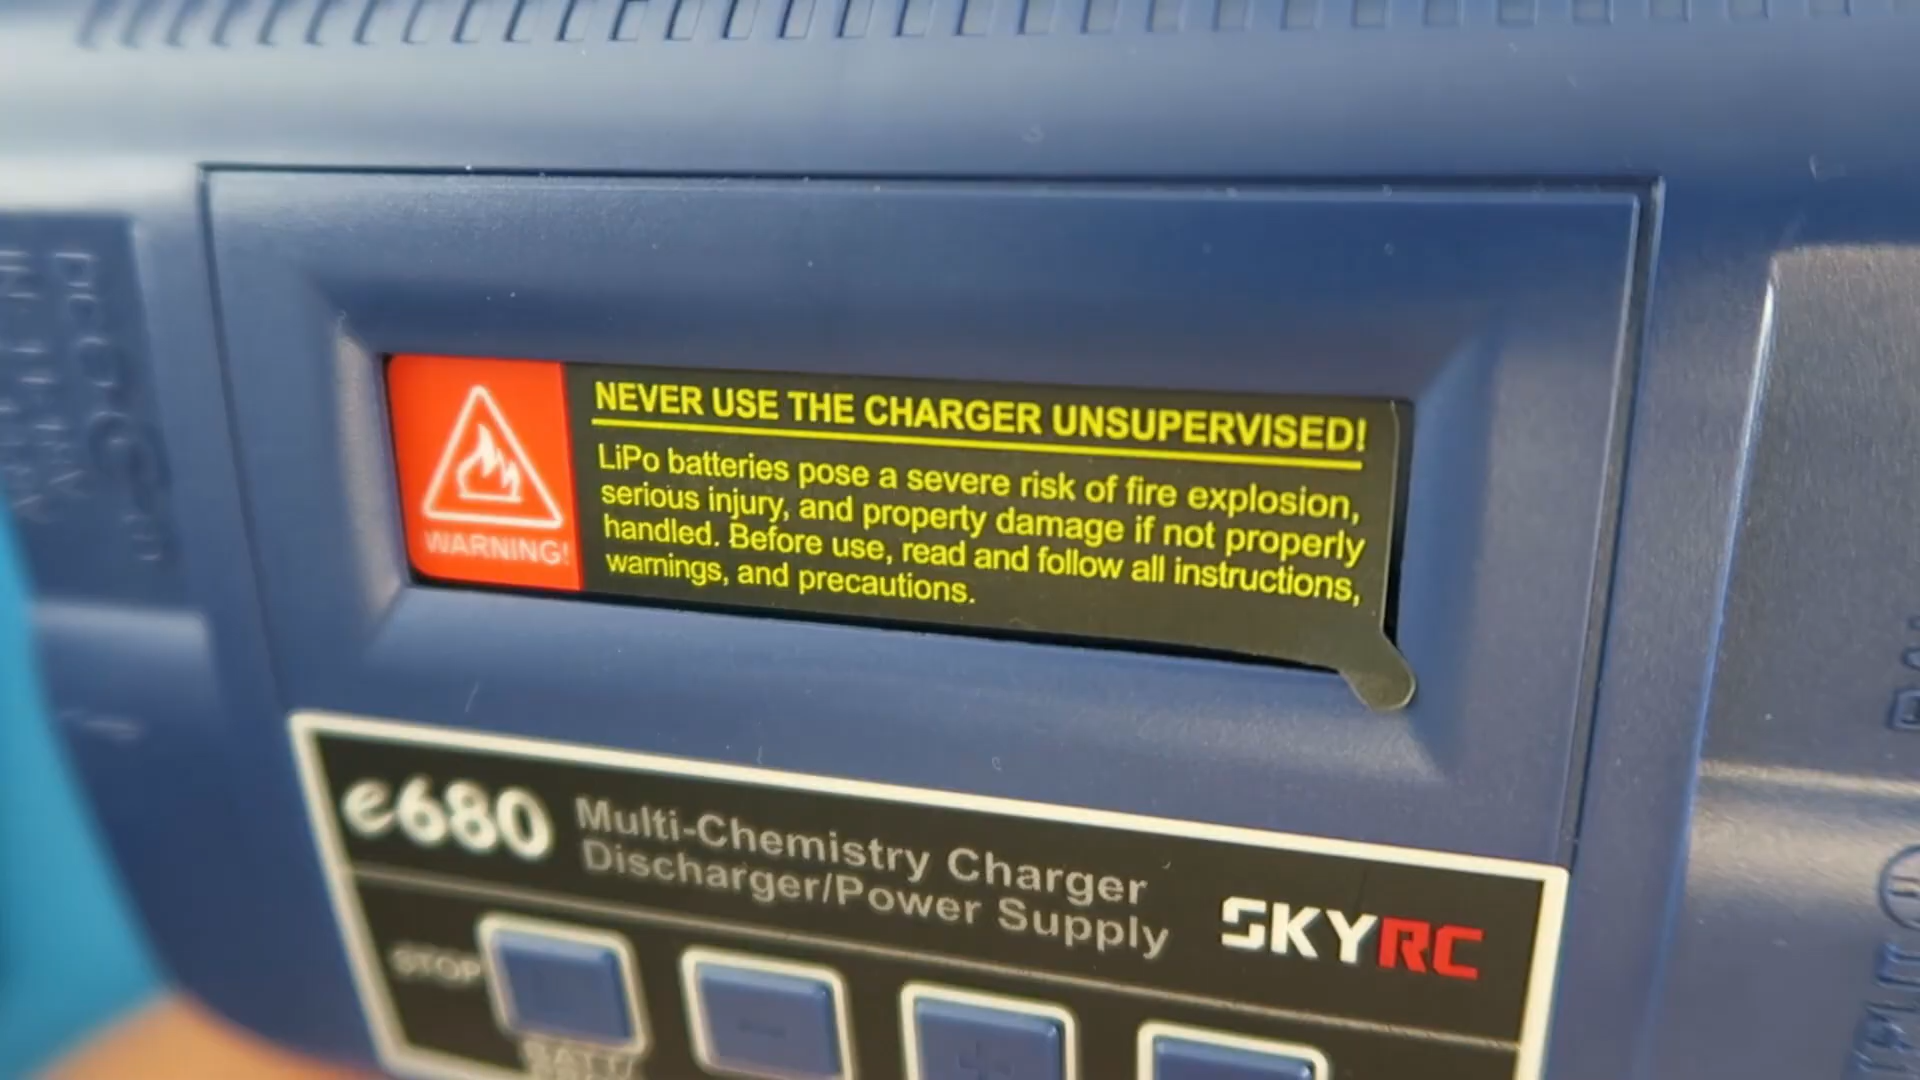 NEVER USE THE CHARGER UNSUPERVISED!
LiPo batteries pose a severe risk of fire explosion,
serious injury, and property damage if not properly
handled. Before use, read and follow all instructions,
warnings, and precautions.
WARNING!
e680
Multi-Chemistry Charger
Discharger/Power Supply
SKYRC
STOP
BATT/
-
+